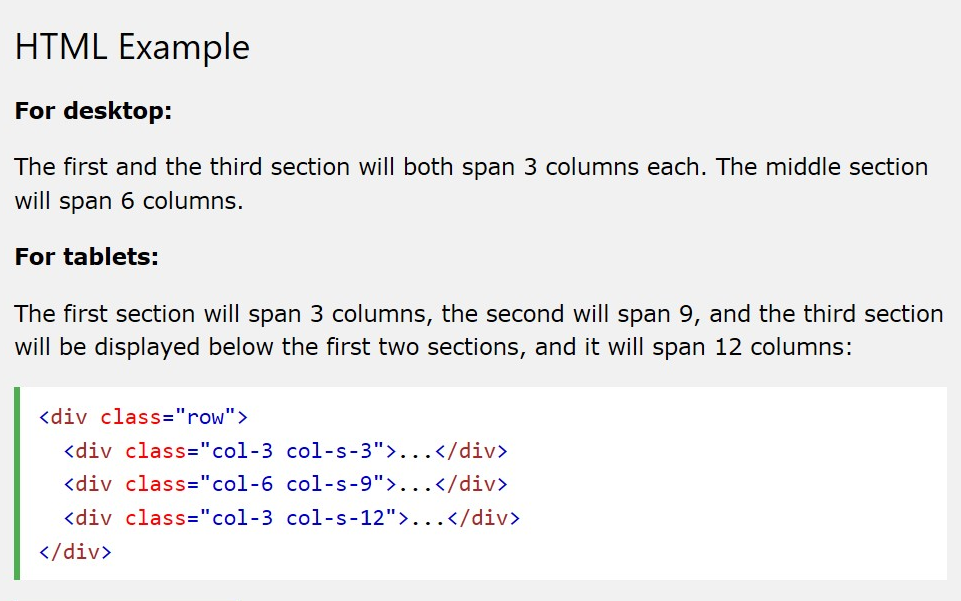 HTML Example
For desktop:
The first and the third section will both span 3 columns each. The middle section
will span 6 columns.
For tablets:
The first section will span 3 columns, the second will span 9, and the third section
will be displayed below the first two sections, and it will span 12 columns:
<div class="row">
  <div class="col-3 col-s-3">...</div>
  <div class="col-6 col-s-9">...</div>
  <div class="col-3 col-s-12">...</div>
</div>